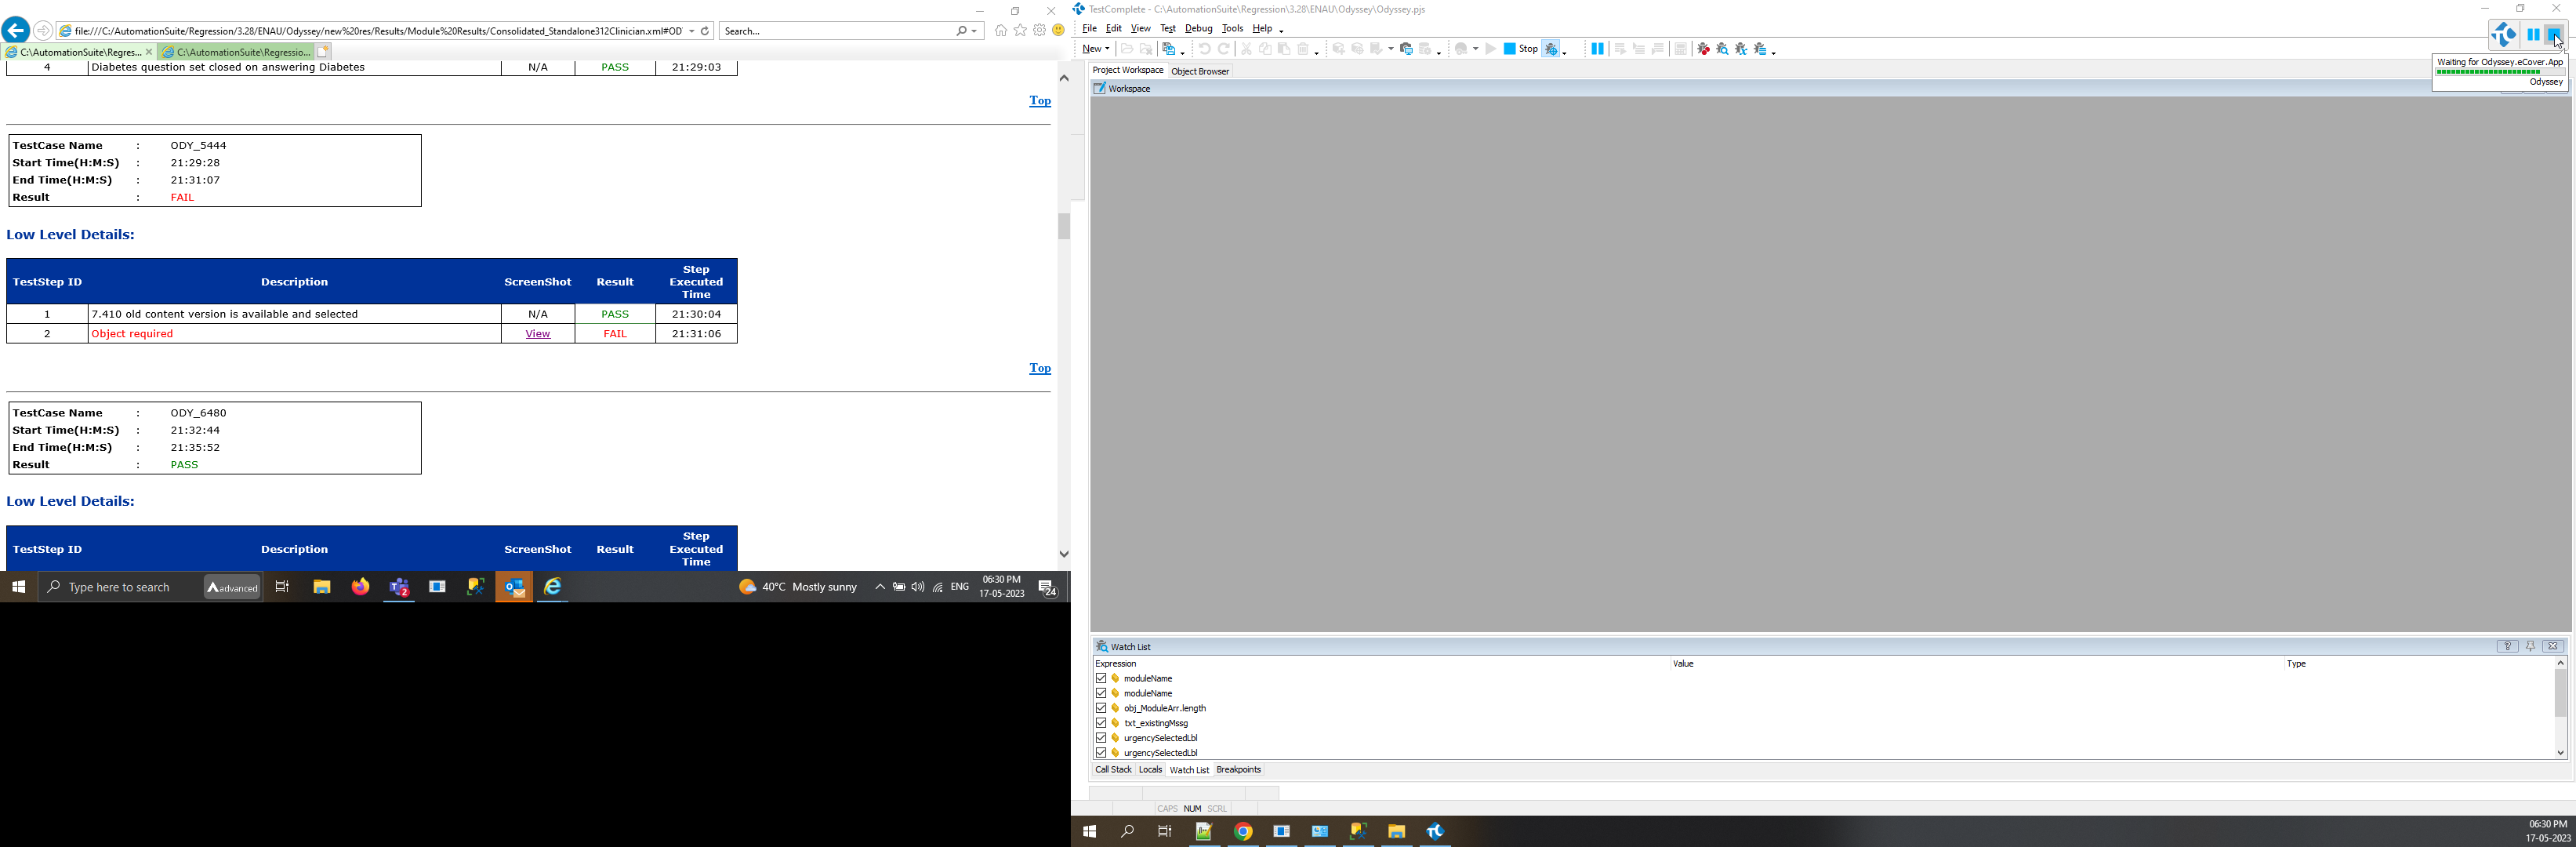 file:///C:/AutomationSuite/Regression/3.28/ENAU/Odyssey/new%20res/Results/Module%20Results/Consolidated_Standalone312Clinician.xml#OD
Search...
C:\AutomationSuite\Regres...
C:\AutomationSuite\Regressio...
4 Diabetes question set closed on answering Diabetes N/A PASS 21:29:03
Top
TestCase Name : ODY_5444
Start Time(H:M:S) : 21:29:28
End Time(H:M:S) : 21:31:07
Result : FAIL
Low Level Details:
TestStep ID Description ScreenShot Result Step Executed Time
1 7.410 old content version is available and selected N/A PASS 21:30:04
2 Object required View FAIL 21:31:06
Top
TestCase Name : ODY_6480
Start Time(H:M:S) : 21:32:44
End Time(H:M:S) : 21:35:52
Result : PASS
Low Level Details:
TestStep ID Description ScreenShot Result Step Executed Time
Type here to search
advanced
2
40°C Mostly sunny
ENG
06:30 PM
17-05-2023
24
TestComplete - C:\AutomationSuite\Regression\3.28\ENAU\Odyssey\Odyssey.pjs
File Edit View Test Debug Tools Help
New
Stop
Waiting for Odyssey.eCover.App
Odyssey
Project Workspace Object Browser
Workspace
Watch List
Expression Value Type
moduleName
moduleName
obj_ModuleArr.length
txt_existingMssg
urgencySelectedLbl
urgencySelectedLbl
Call Stack Locals Watch List Breakpoints
CAPS NUM SCRL
06:30 PM
17-05-2023